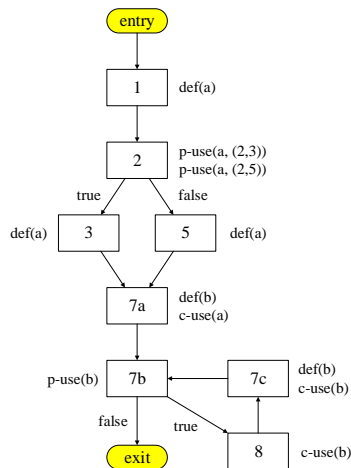 entry
1
def(a)
2
p-use(a, (2,3))
p-use(a, (2,5))
true
false
def(a)
3
5
def(a)
7a
def(b)
c-use(a)
p-use(b)
7b
7c
def(b)
c-use(b)
false
true
exit
8
c-use(b)